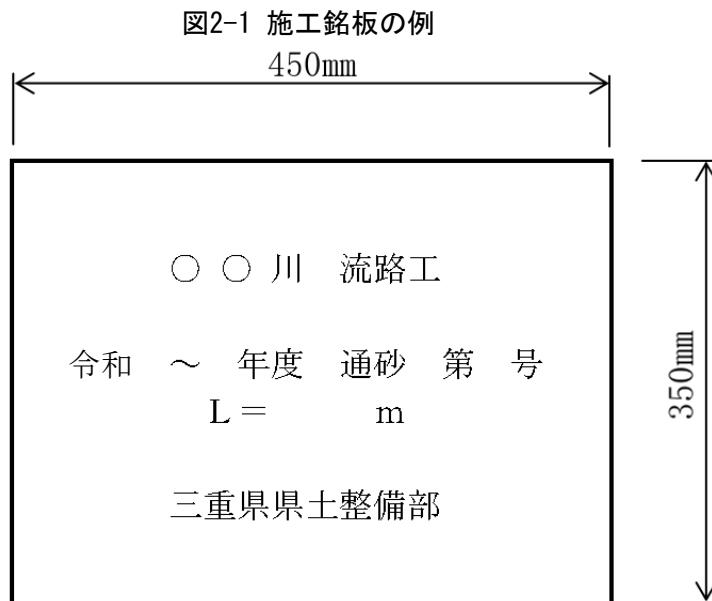 図2-1 施工銘板の例
450mm
○ ○ 川 流路工
令和 ～ 年度 通砂 第 号
L = m
三重県県土整備部
350mm